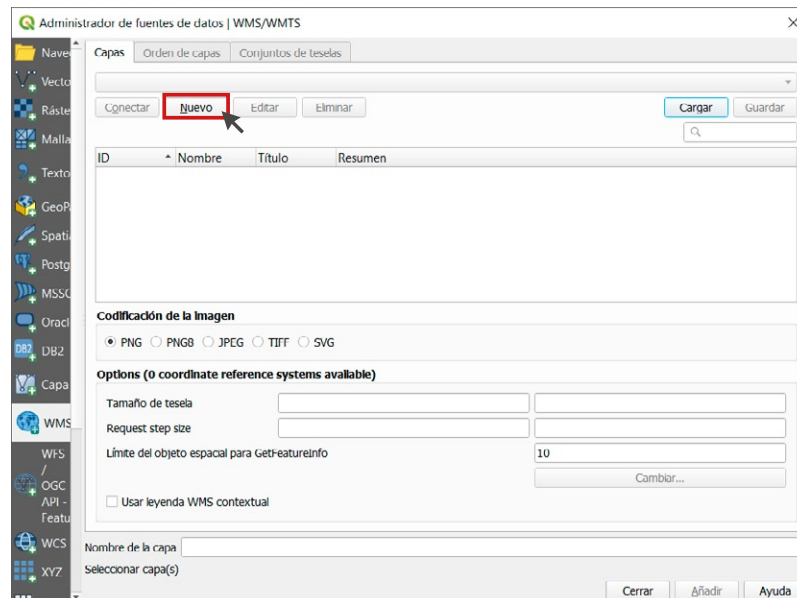 Administrador de fuentes de datos | WMS/WMTS
Capas Orden de capas Conjuntos de teselas
Conectar Nuevo Editar Eliminar Cargar Guardar
ID Nombre Título Resumen
Codificación de la imagen
PNG PNG8 JPEG TIFF SVG
Options (0 coordinate reference systems available)
Tamaño de tesela
Request step size
Límite del objeto espacial para GetFeatureInfo 10
Cambiar...
Usar leyenda WMS contextual
Nombre de la capa
Seleccionar capa(s)
Cerrar Añadir Ayuda
Nave
Vecto
Ráste
Malla
Texto
GeoPa
Spati
Postg
MSSC
Oracl
DB2 DB2
Capa
WMS
WFS
/
OGC
API -
Featu
WCS
XYZ